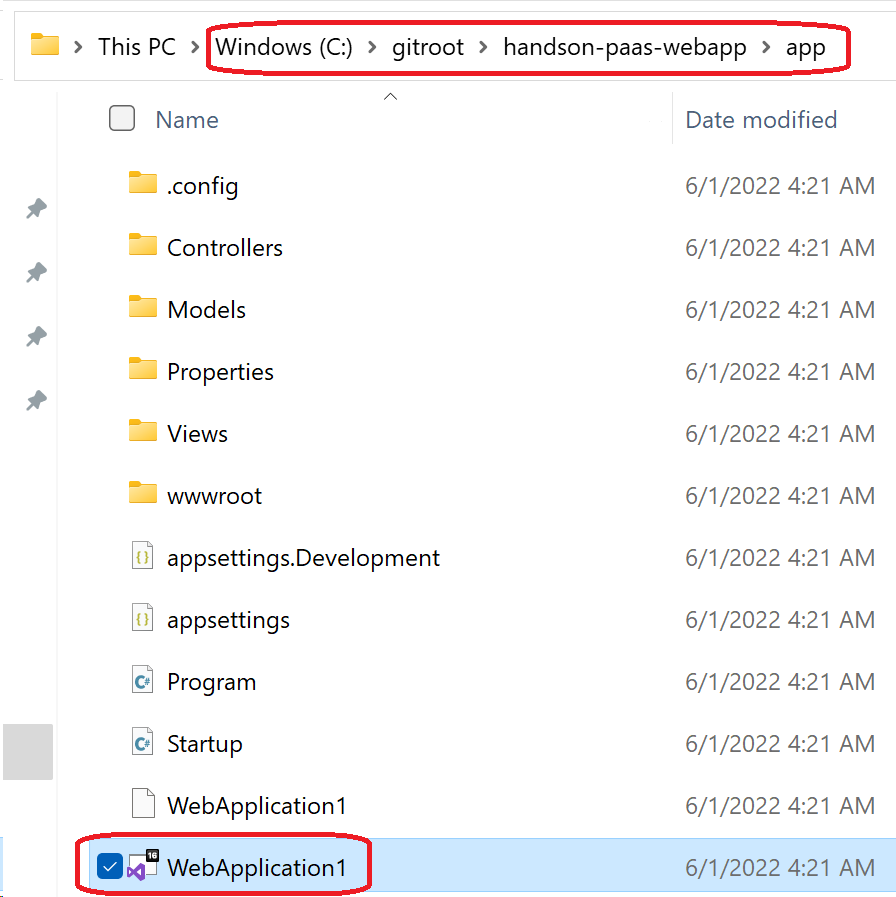 This PC > Windows (C:) > gitroot > handson-paas-webapp > app
Name Date modified
.config 6/1/2022 4:21 AM
Controllers 6/1/2022 4:21 AM
Models 6/1/2022 4:21 AM
Properties 6/1/2022 4:21 AM
Views 6/1/2022 4:21 AM
wwwroot 6/1/2022 4:21 AM
appsettings.Development 6/1/2022 4:21 AM
appsettings 6/1/2022 4:21 AM
Program 6/1/2022 4:21 AM
Startup 6/1/2022 4:21 AM
WebApplication1 6/1/2022 4:21 AM
WebApplication1 6/1/2022 4:21 AM